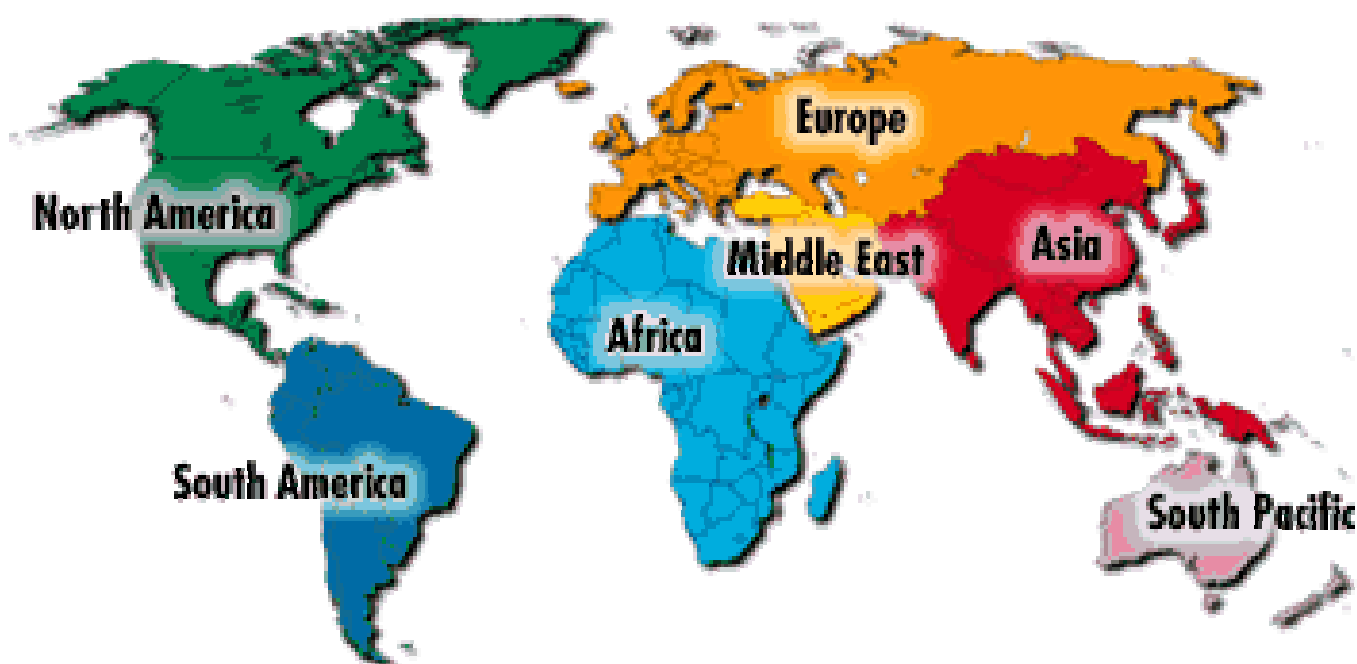 Europe
North America
Asia
Middle East
Africa
South America
South Pacific